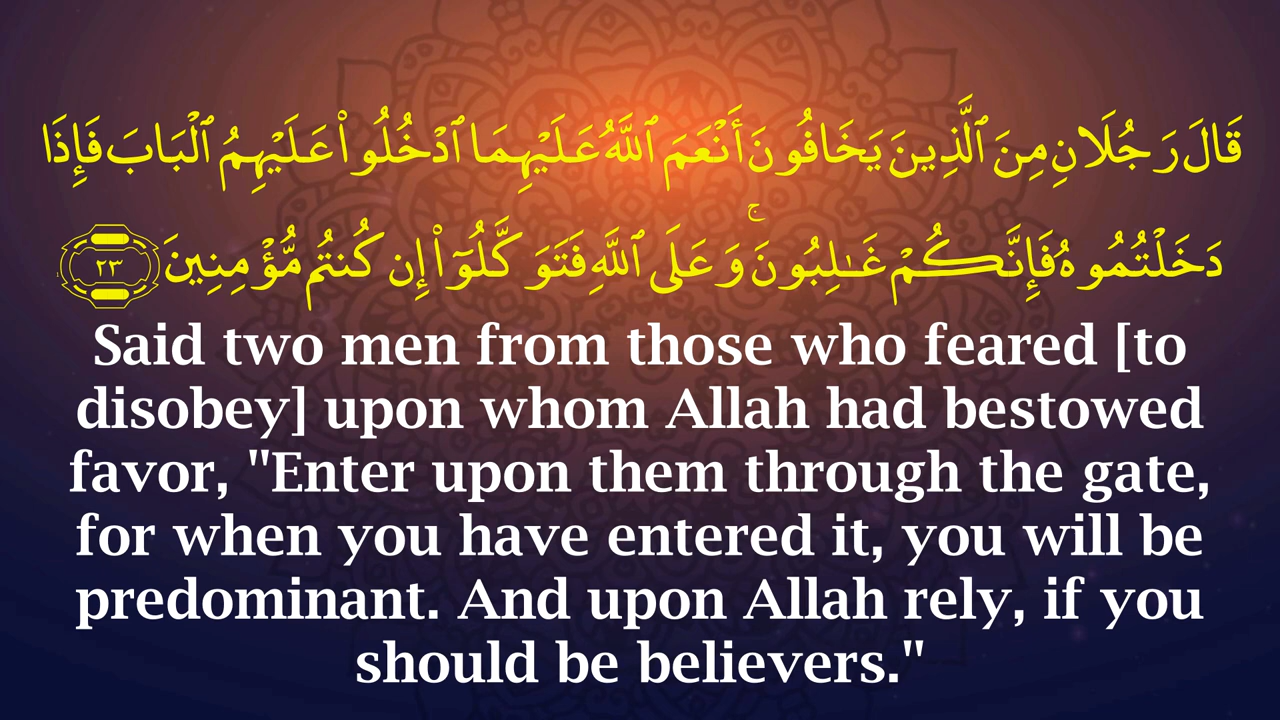 قَالَ رَجُلَانِ مِنَ ٱلَّذِينَ يَخَافُونَ أَنْعَمَ ٱللَّهُ عَلَيْهِمَا ٱدْخُلُوا۟ عَلَيْهِمُ ٱلْبَابَ فَإِذَا
دَخَلْتُمُوهُ فَإِنَّكُمْ غَـٰلِبُونَ ۚ وَعَلَى ٱللَّهِ فَتَوَكَّلُوٓا۟ إِن كُنتُم مُّؤْمِنِينَ ٢٣
Said two men from those who feared [to
disobey] upon whom Allah had bestowed
favor, "Enter upon them through the gate,
for when you have entered it, you will be
predominant. And upon Allah rely, if you
should be believers."